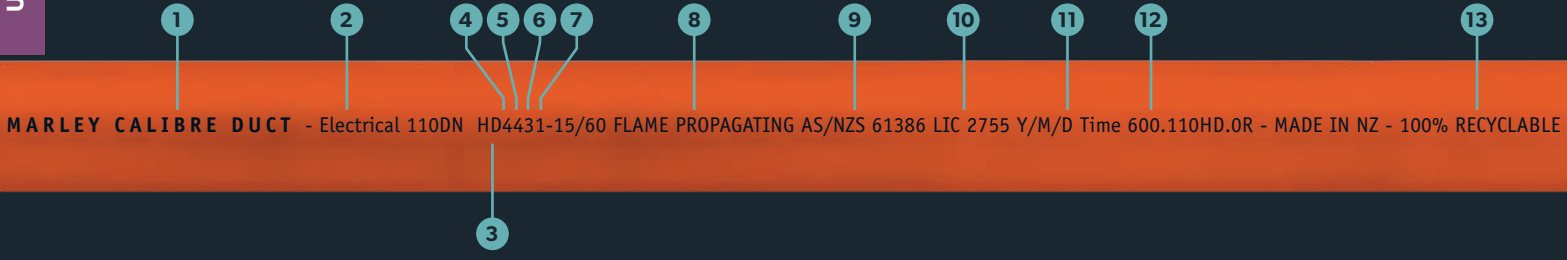 1 2 4 5 6 7 8 9 10 11 12 13
MARLEY CALIBRE DUCT - Electrical 110DN HD4431-15/60 FLAME PROPAGATING AS/NZS 61386 LIC 2755 Y/M/D Time 600.110HD.0R - MADE IN NZ - 100% RECYCLABLE
3